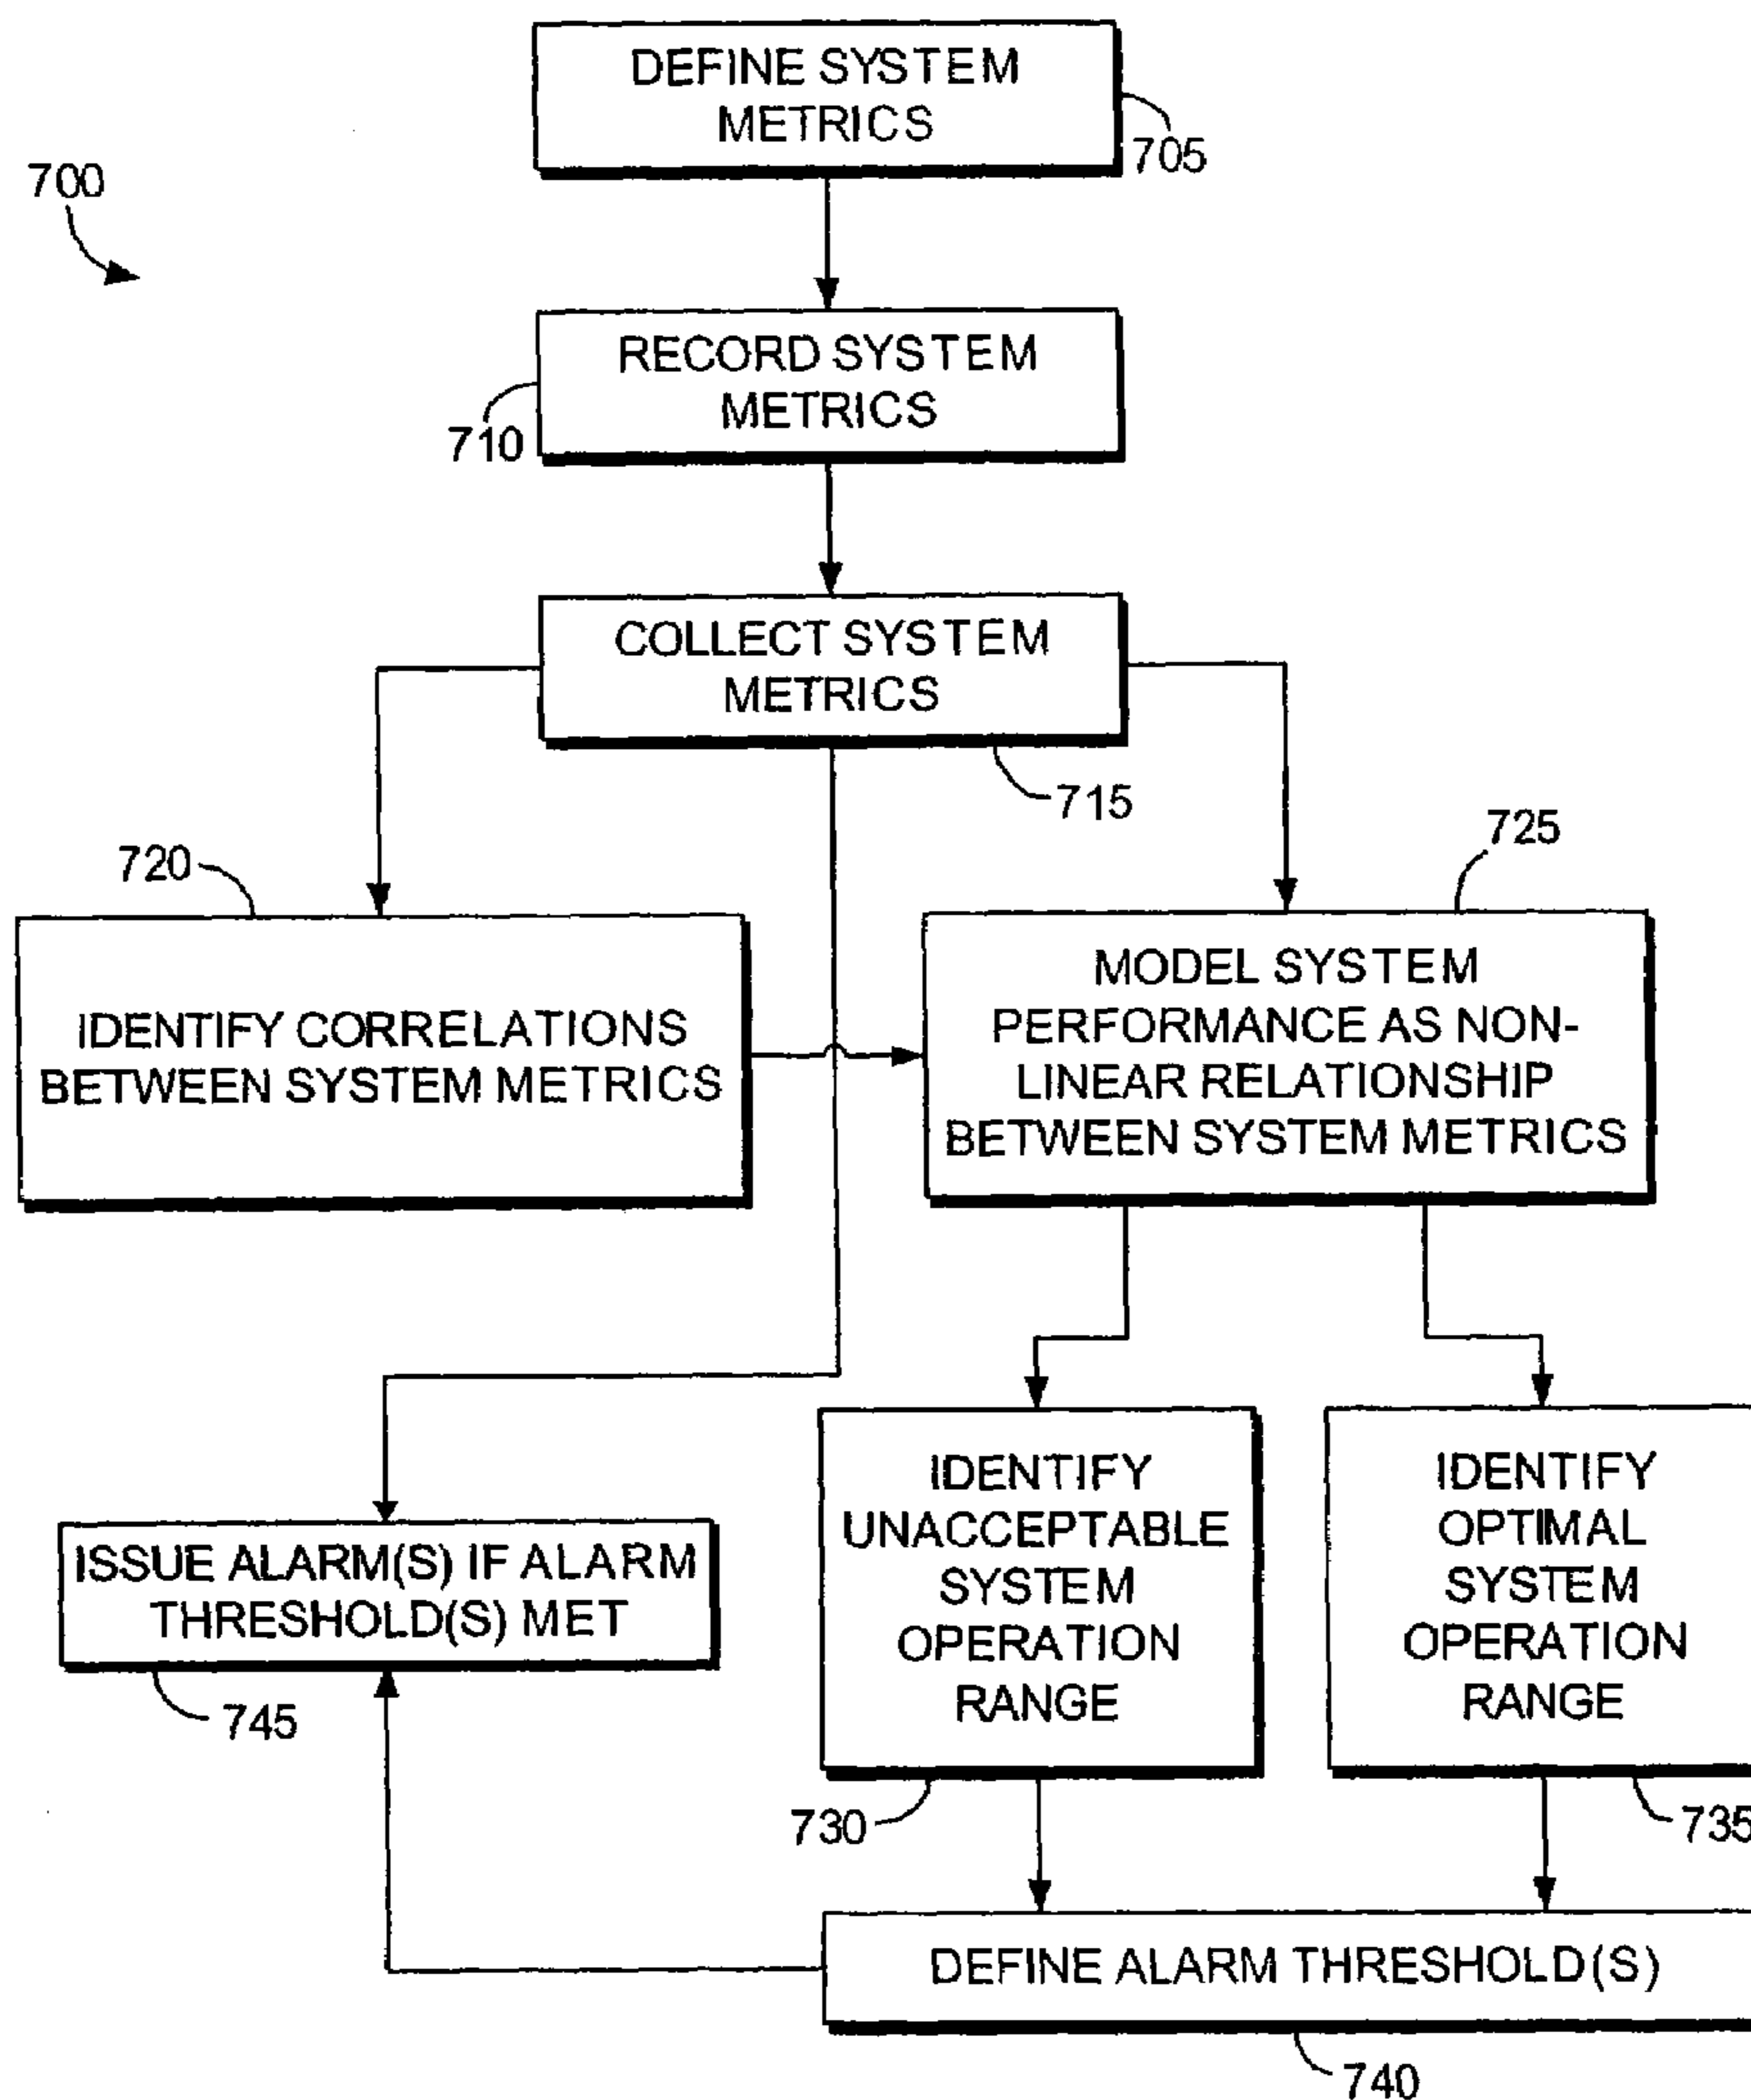 DEFINE SYSTEM
METRICS
705
700
RECORD SYSTEM
METRICS
710
COLLECT SYSTEM
METRICS
715
720
725
IDENTIFY CORRELATIONS
BETWEEN SYSTEM METRICS
MODEL SYSTEM
PERFORMANCE AS NON-
LINEAR RELATIONSHIP
BETWEEN SYSTEM METRICS
ISSUE ALARM(S) IF ALARM
THRESHOLD(S) MET
745
IDENTIFY
UNACCEPTABLE
SYSTEM
OPERATION
RANGE
730
IDENTIFY
OPTIMAL
SYSTEM
OPERATION
RANGE
735
DEFINE ALARM THRESHOLD(S)
740